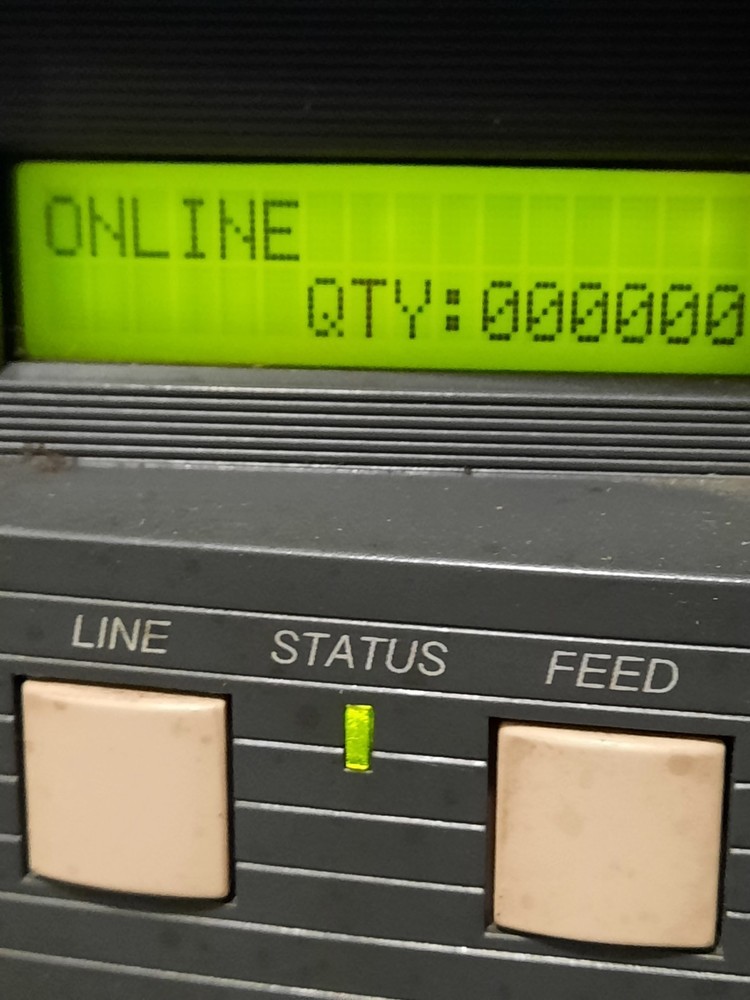 ONLINE
QTY:000000
LINE STATUS FEED